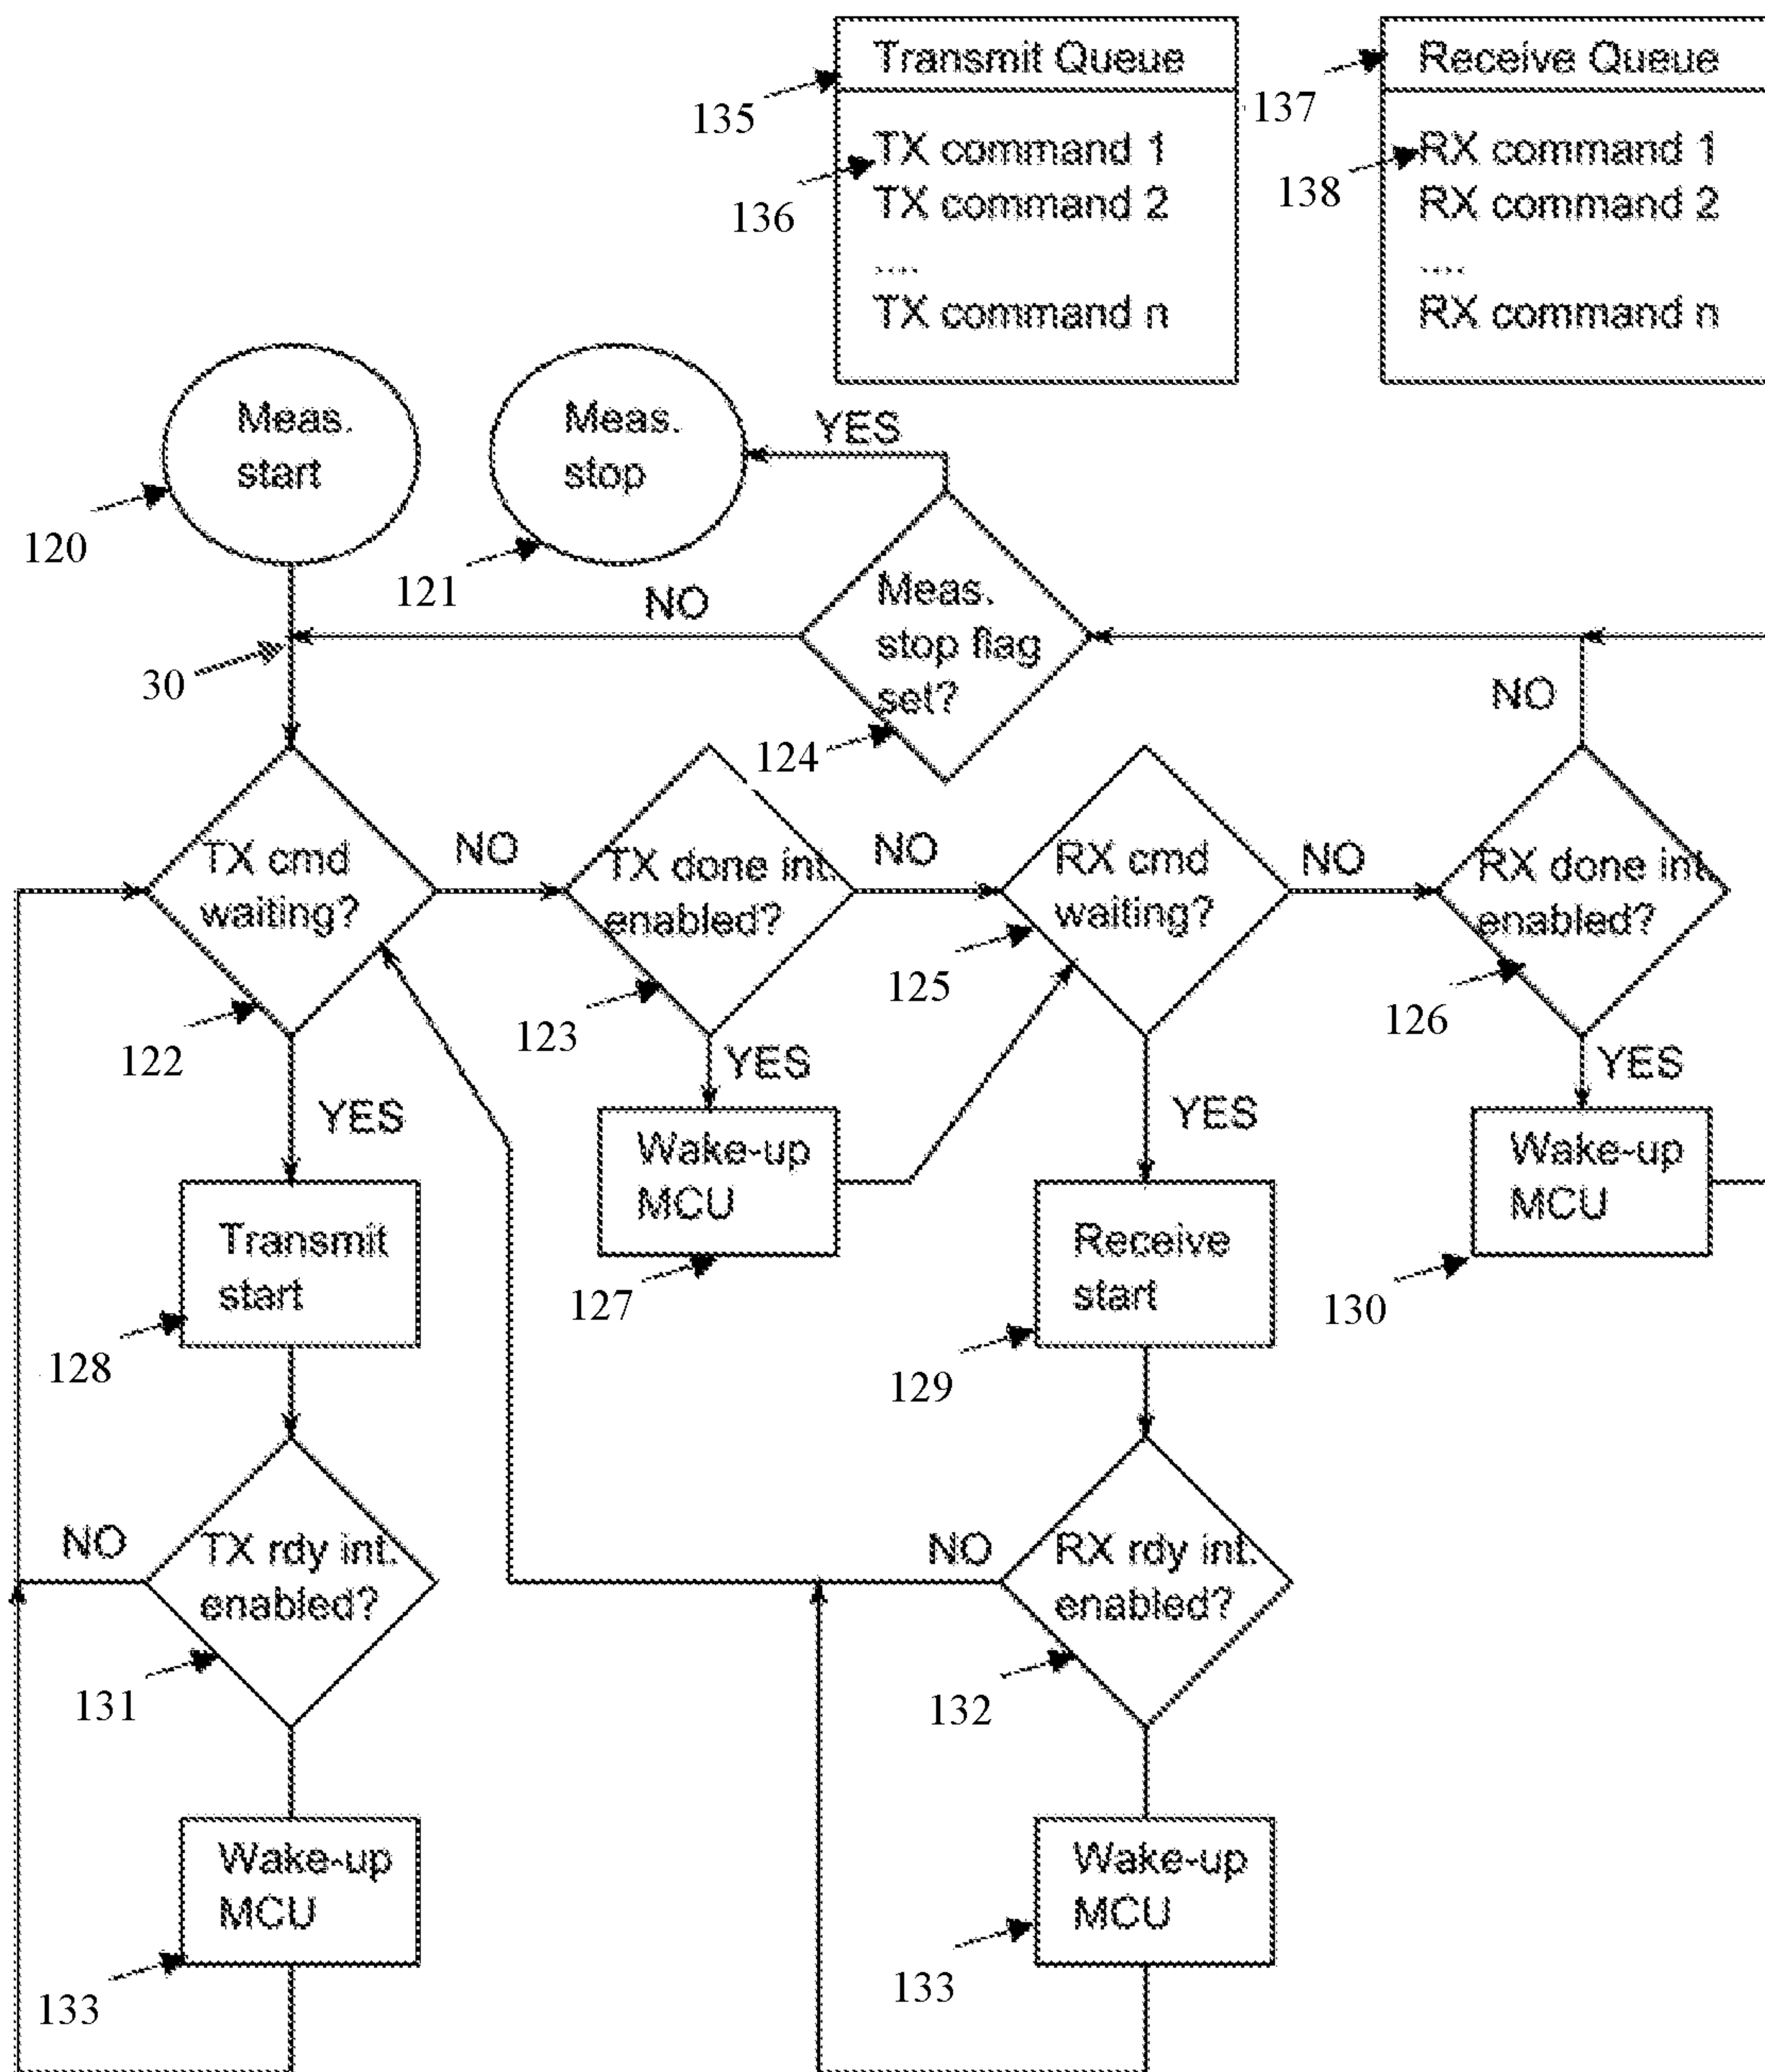 Transmit Queue
135
TX command 1
136
TX command 2
....
TX command n
Receive Queue
137
RX command 1
138
RX command 2
....
RX command n
Meas.
start
120
Meas.
stop
121
YES
Meas.
stop flag
set?
124
NO
30
NO
TX cmd
waiting?
122
NO
TX done int.
enabled?
123
NO
RX cmd
waiting?
125
NO
RX done int.
enabled?
126
YES
YES
YES
YES
Wake-up
MCU
127
Wake-up
MCU
130
Transmit
start
128
Receive
start
129
NO
TX rdy int.
enabled?
131
NO
RX rdy int.
enabled?
132
Wake-up
MCU
133
Wake-up
MCU
133